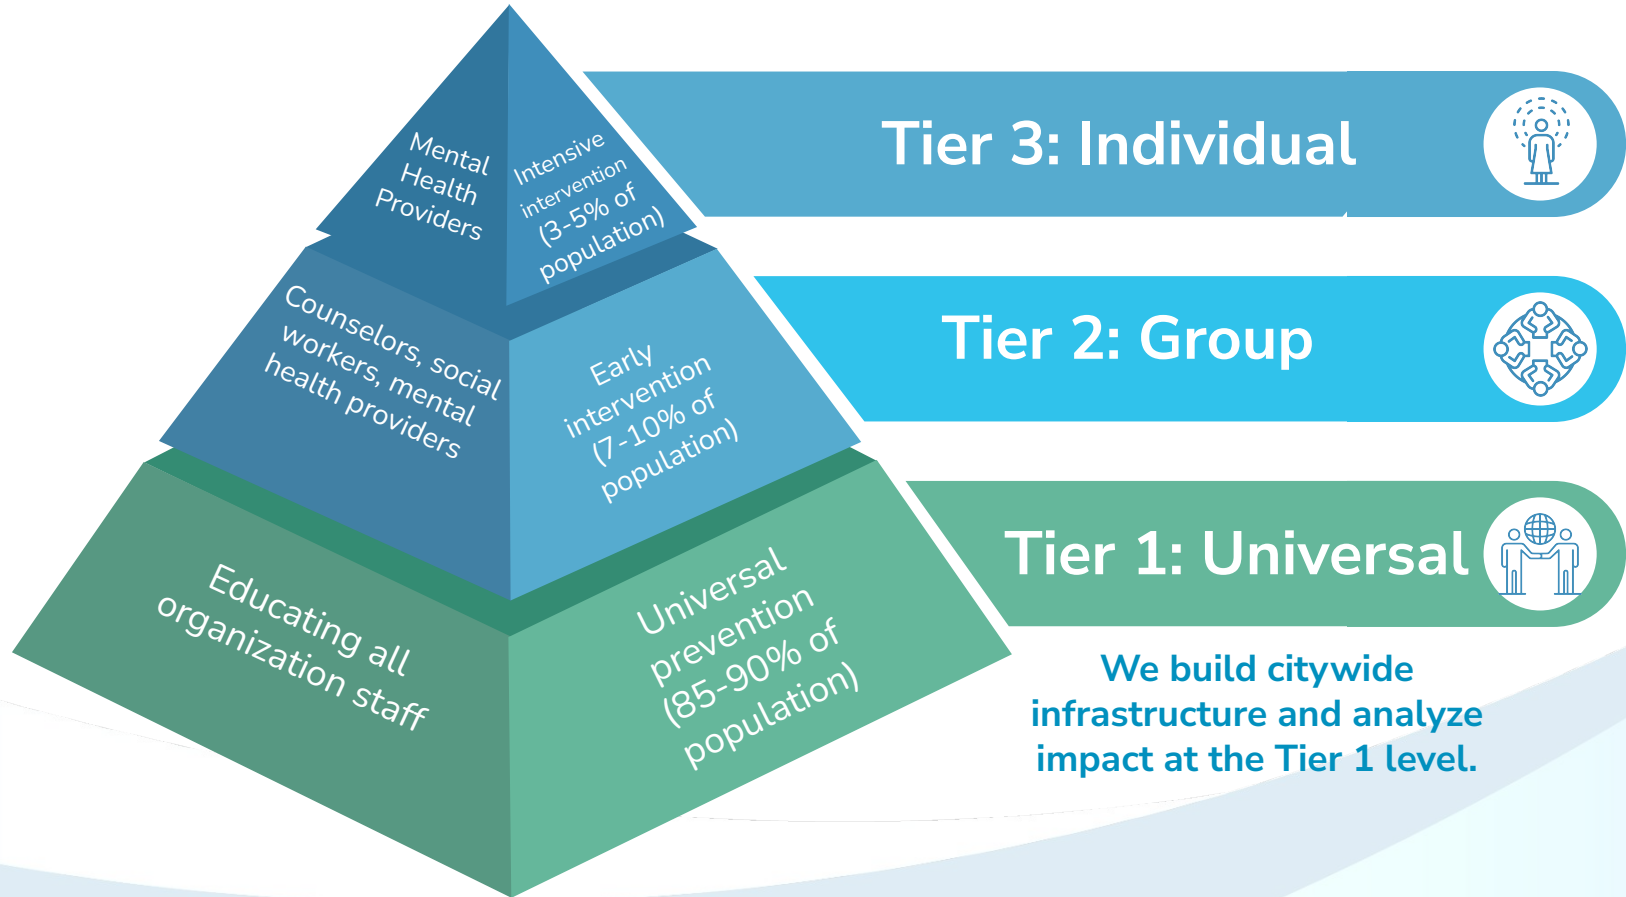 Mental
Health
Providers
Intensive
intervention
(3-5% of
population)
Tier 3: Individual
Counselors, social
workers, mental
health providers
Early
intervention
(7-10% of
population)
Tier 2: Group
Educating all
organization staff
Universal
prevention
(85-90% of
population)
Tier 1: Universal
We build citywide
infrastructure and analyze
impact at the Tier 1 level.